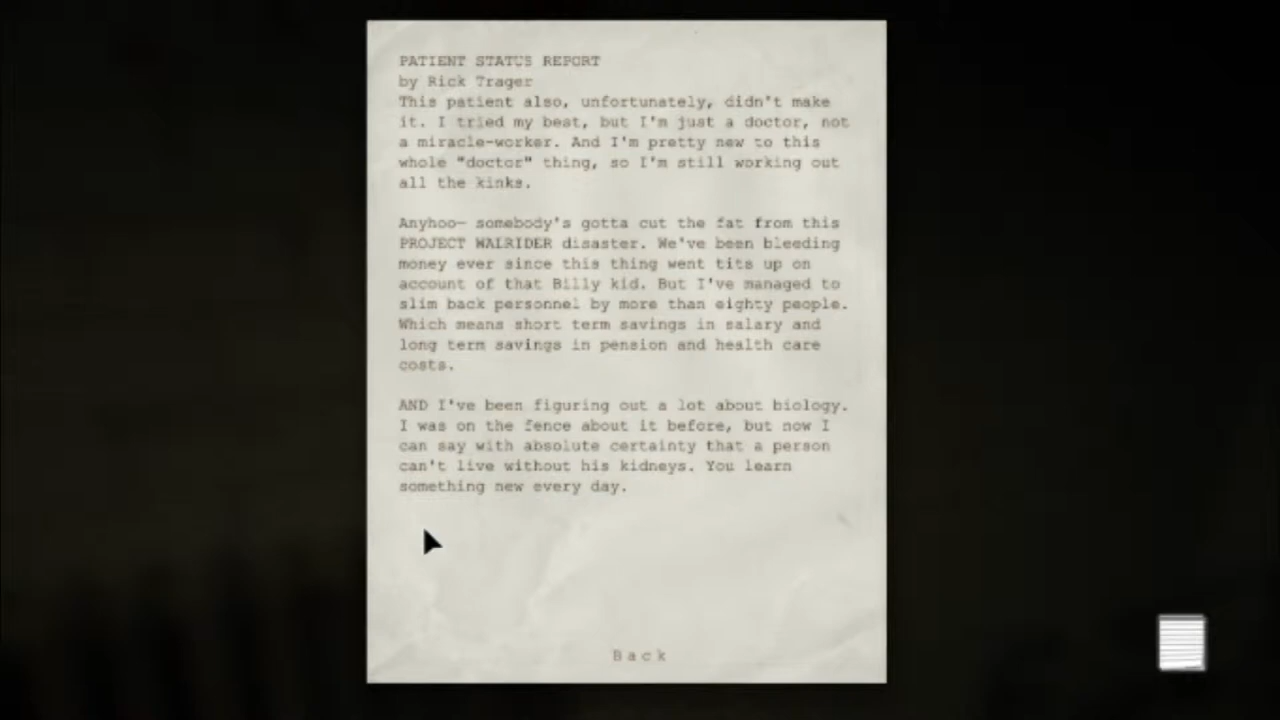 PATIENT STATUS REPORT
by Rick Trager
This patient also, unfortunately, didn't make
it. I tried my best, but I'm just a doctor, not
a miracle-worker. And I'm pretty new to this
whole "doctor" thing, so I'm still working out
all the kinks.
Anyhoo— somebody's gotta cut the fat from this
PROJECT WALRIDER disaster. We've been bleeding
money ever since this thing went tits up on
account of that Billy kid. But I've managed to
slim back personnel by more than eighty people.
Which means short term savings in salary and
long term savings in pension and health care
costs.
AND I've been figuring out a lot about biology.
I was on the fence about it before, but now I
can say with absolute certainty that a person
can't live without his kidneys. You learn
something new every day.
Back